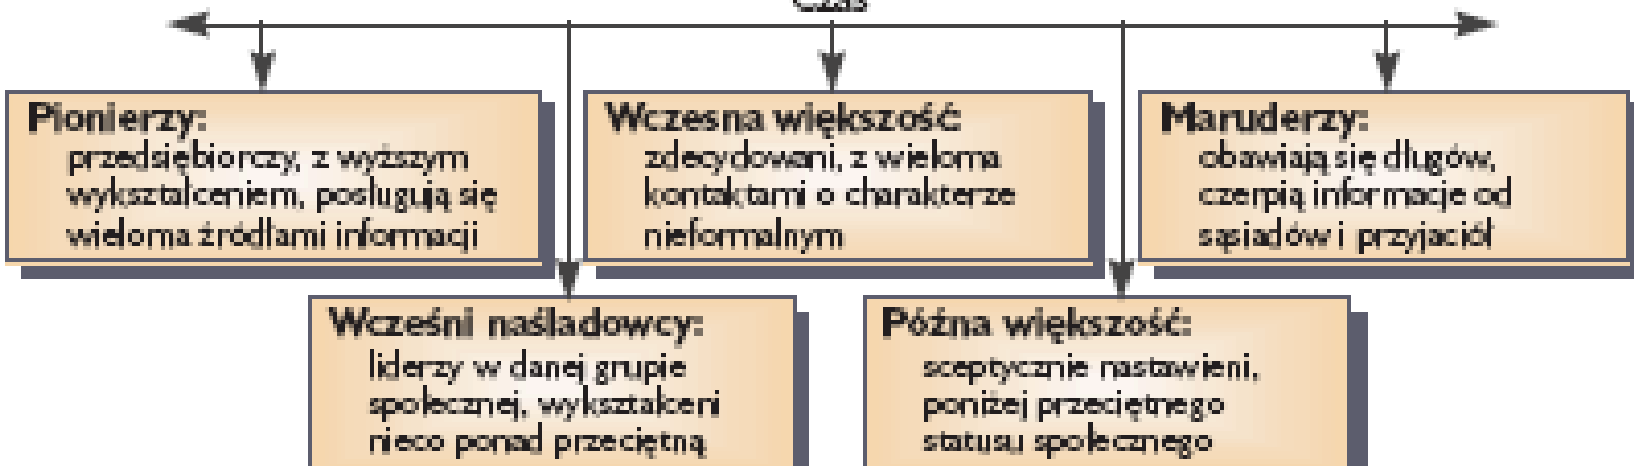 Czas
Pionierzy:
przedsiębiorczy, z wyższym
wykształceniem, posługują się
wieloma źródłami informacji
Wczesna większość:
zdecydowani, z wieloma
kontaktami o charakterze
nieformalnym
Maruderzy:
obawiają się długów,
czerpią informacje od
sąsiadów i przyjaciół
Wcześni naśladowcy:
liderzy w danej grupie
społecznej, wykształceni
nieco ponad przeciętną
Późna większość:
sceptycznie nastawieni,
poniżej przeciętnego
statusu społecznego